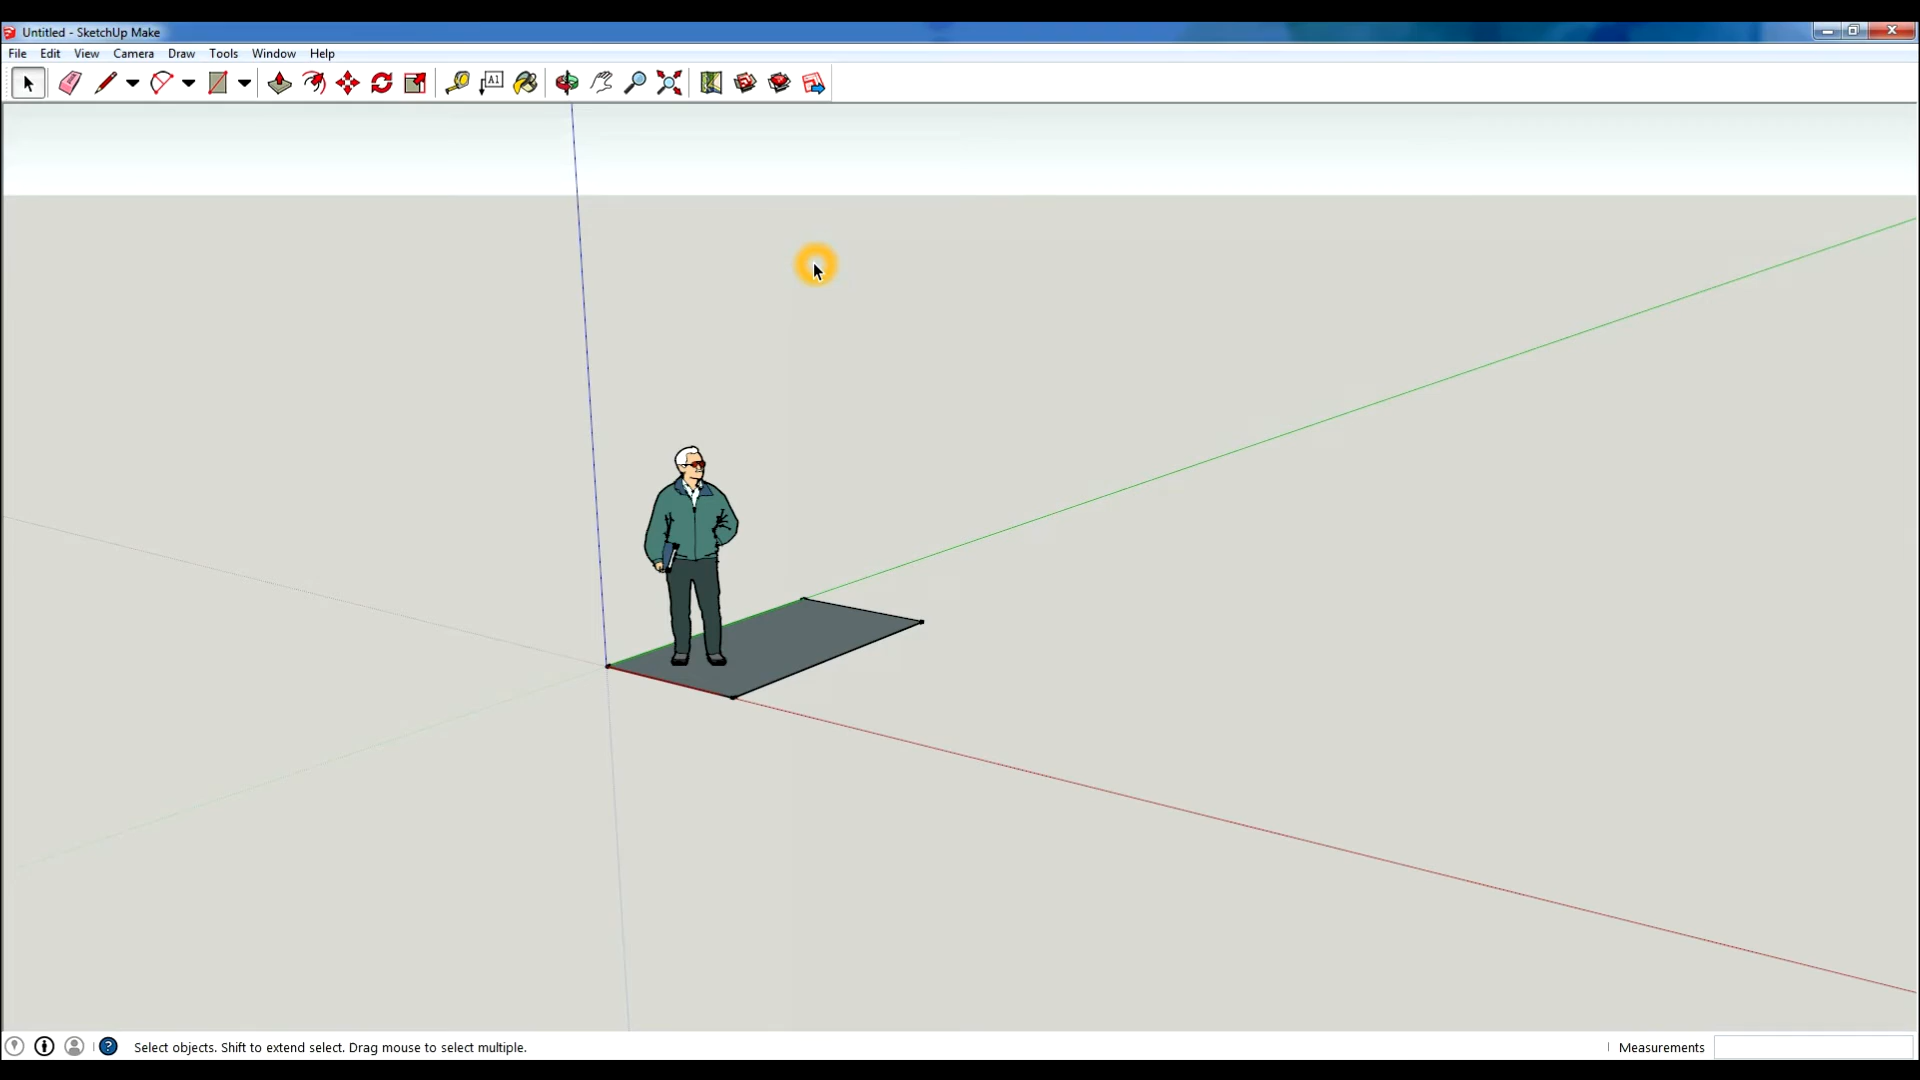 Untitled - SketchUp Make
File Edit View Camera Draw Tools Window Help
A1
Select objects. Shift to extend select. Drag mouse to select multiple.
Measurements